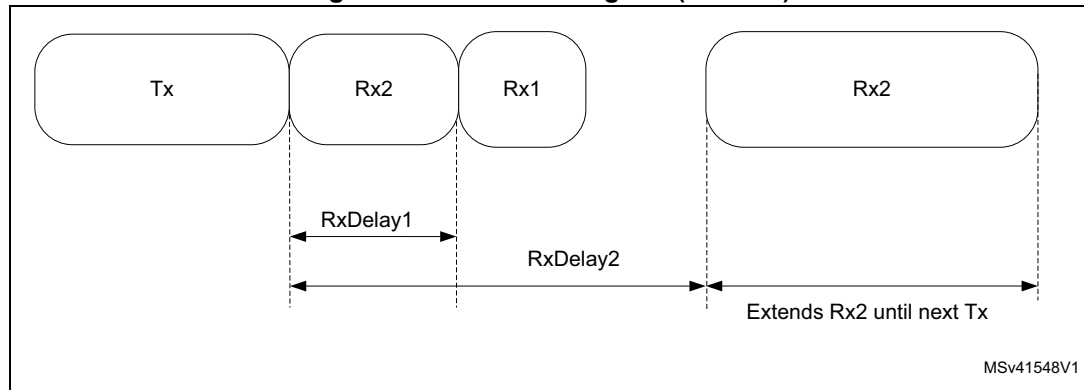 Tx
Rx2
Rx1
Rx2
RxDelay1
RxDelay2
Extends Rx2 until next Tx
MSv41548V1